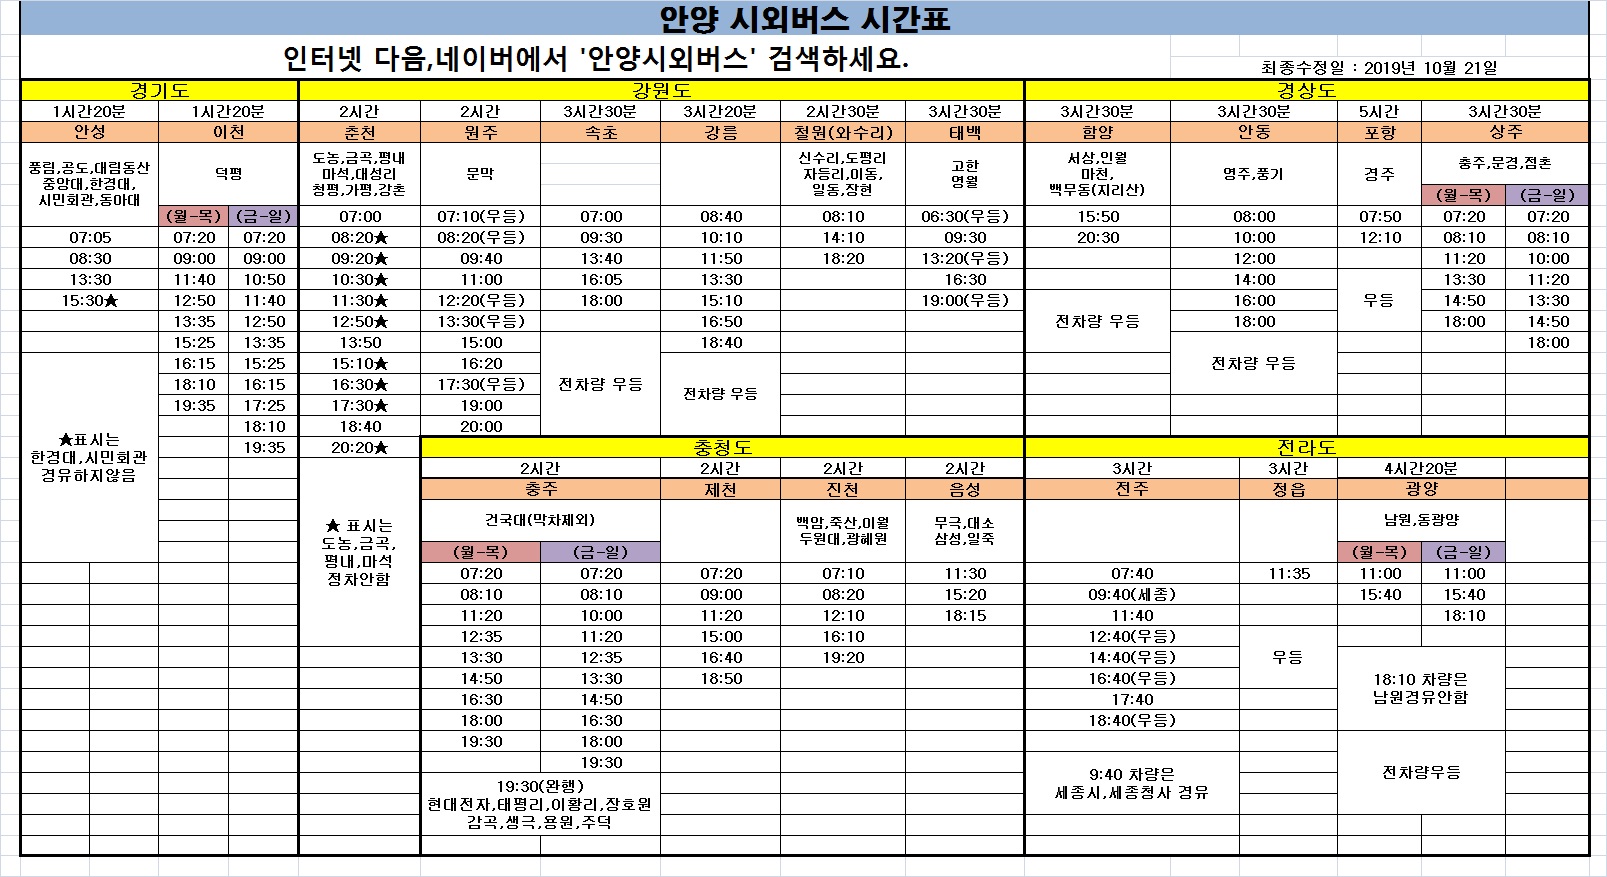 안양 시외버스 시간표
인터넷 다음,네이버에서 '안양시외버스' 검색하세요.
최종수정일 : 2019년 10월 21일
경기도 강원도 경상도
1시간20분 1시간20분 2시간 2시간 3시간30분 3시간20분 2시간30분 3시간30분 3시간30분 3시간30분 5시간 3시간30분
안성 이천 춘천 원주 속초 강릉 철원(와수리) 태백 함양 안동 포항 상주
풍림,공도,대림동산
중앙대,한경대,
시민회관,동아대
덕평
도농,금곡,평내
마석,대성리
청평,가평,강촌
문막
신수리,도평리
자등리,이동,
일동,장현
고한
영월
서상,인월
마천,
백무동(지리산)
영주,풍기
경주
충주,문경,점촌
(월-목) (금-일) 07:00 07:10(우등) 07:00 08:40 08:10 06:30(우등) 15:50 08:00 07:50 (월-목) (금-일)
07:20 07:20
07:05 07:20 07:20 08:20★ 08:20(우등) 09:30 10:10 14:10 09:30 20:30 10:00 12:10 08:10 08:10
08:30 09:00 09:00 09:20★ 09:40 13:40 11:50 18:20 13:20(우등) 12:00 11:20 10:00
13:30 11:40 10:50 10:30★ 11:00 16:05 13:30 16:30 14:00 13:30 11:20
15:30★ 12:50 11:40 11:30★ 12:20(우등) 18:00 15:10 19:00(우등) 16:00 우등 14:50 13:30
13:35 12:50 12:50★ 13:30(우등) 16:50 전차량 우등 18:00 18:00 14:50
15:25 13:35 13:50 15:00 18:40 18:00
16:15 15:25 15:10★ 16:20 전차량 우등
18:10 16:15 16:30★ 17:30(우등) 전차량 우등 전차량 우등
19:35 17:25 17:30★ 19:00
18:10 18:40 20:00
19:35 20:20★
★표시는
한경대,시민회관
경유하지않음
★ 표시는
도농,금곡,
평내,마석
정차안함
충청도 전라도
2시간 2시간 2시간 2시간 3시간 3시간 4시간20분
충주 제천 진천 음성 전주 정읍 광양
건국대(막차제외)
백암,죽산,이월
두원대,광혜원
무극,대소
삼성,일죽
남원,동광양
(월-목) (금-일) (월-목) (금-일)
07:20 07:20 07:20 07:10 11:30 07:40 11:35 11:00 11:00
08:10 08:10 09:00 08:20 15:20 09:40(세종) 15:40 15:40
11:20 10:00 11:20 12:10 18:15 11:40 18:10
12:35 11:20 15:00 16:10 12:40(우등)
13:30 12:35 16:40 19:20 14:40(우등) 우등
14:50 13:30 18:50 16:40(우등)
16:30 14:50 17:40
18:00 16:30 18:40(우등)
19:30 18:00
19:30
18:10 차량은
남원경유안함
9:40 차량은
세종시,세종청사 경유
전차량우등
19:30(완행)
현대전자,태평리,이황리,장호원
감곡,생극,용원,주덕